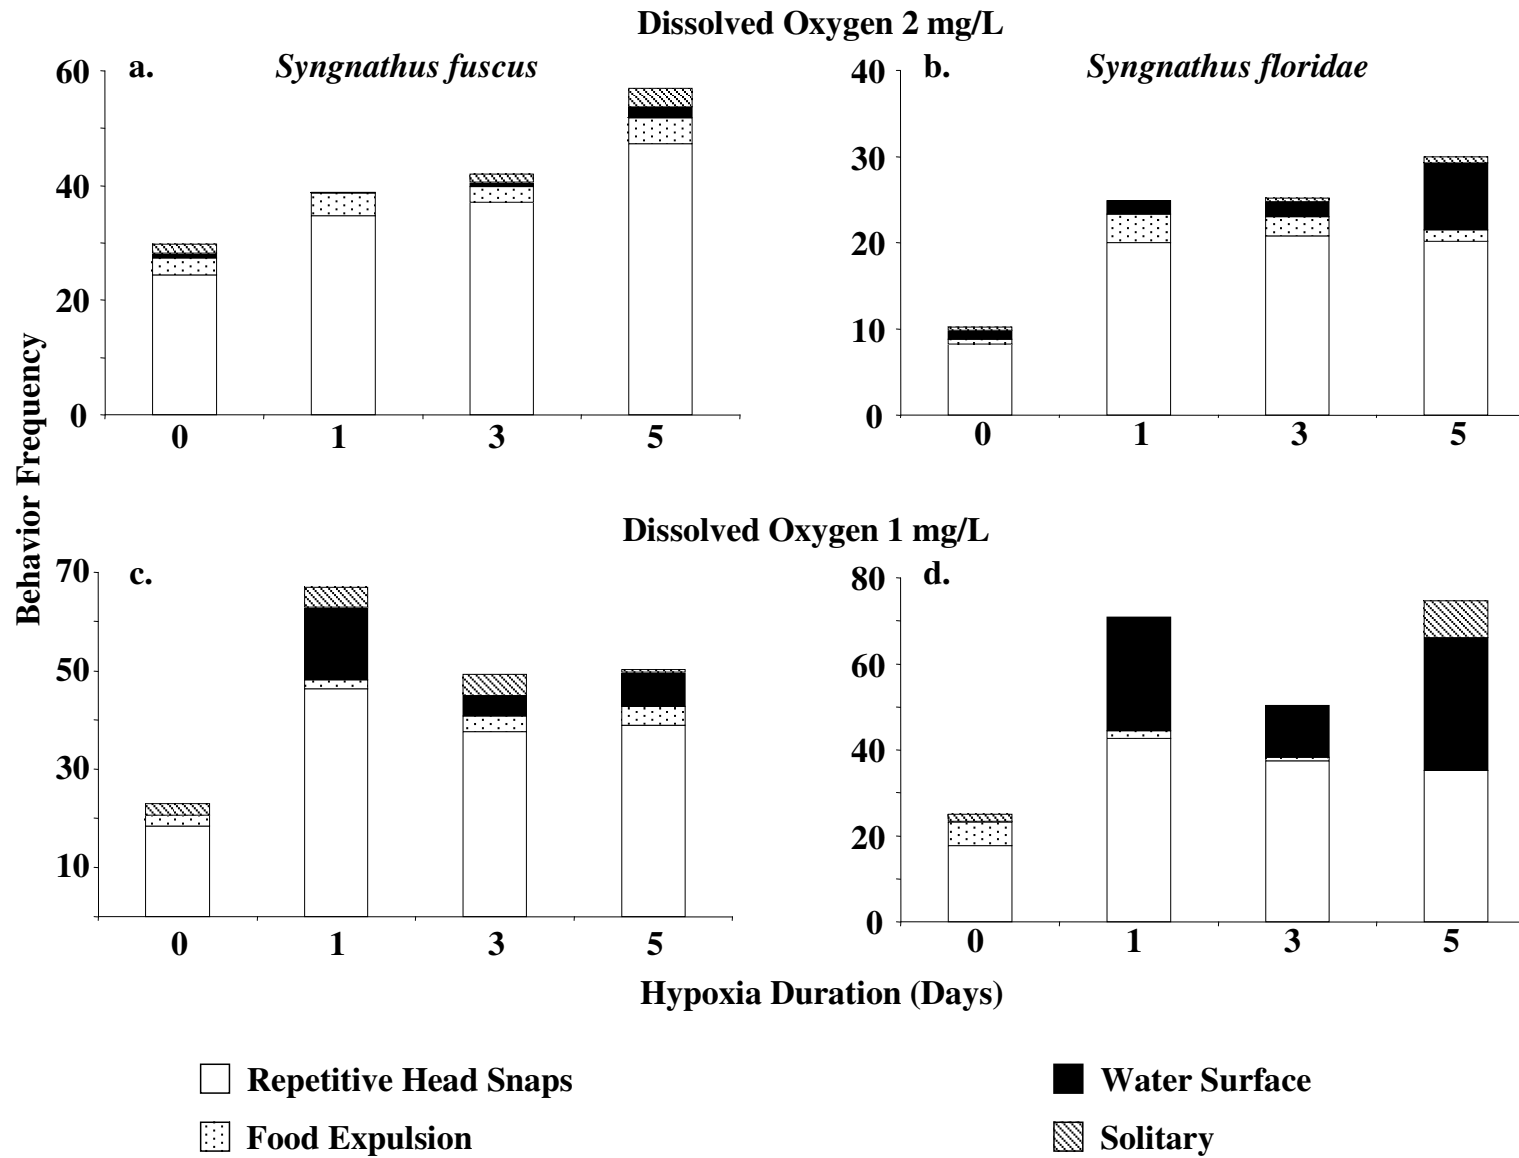 Dissolved Oxygen 2 mg/L
a. Syngnathus fuscus
b. Syngnathus floridae
60
40
20
0
0 1 3 5
40
30
20
10
0
0 1 3 5
Behavior Frequency
Dissolved Oxygen 1 mg/L
c.
d.
70
50
30
10
0 1 3 5
80
60
40
20
0
0 1 3 5
Hypoxia Duration (Days)
Repetitive Head Snaps
Water Surface
Food Expulsion
Solitary